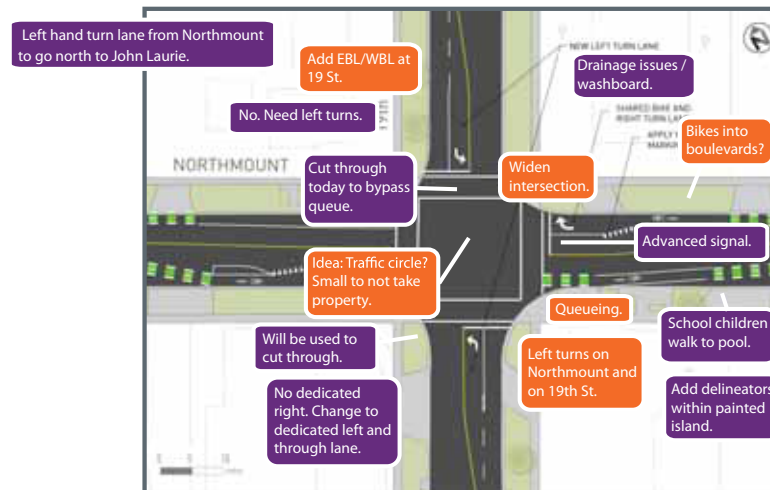 Left hand turn lane from Northmount
to go north to John Laurie.
Add EBL/WBL at
19 St.
NEW LEFT TURN LANE
Drainage issues /
washboard.
No. Need left turns.
SHARED BIKE AND
RIGHT TURN LANE
Bikes into
boulevards?
NORTHMOUNT
Cut through
today to bypass
queue.
Widen
intersection.
Advanced signal.
Idea: Traffic circle?
Small to not take
property.
Queueing.
School children
walk to pool.
Will be used to
cut through.
Left turns on
Northmount and
on 19th St.
No dedicated
right. Change to
dedicated left and
through lane.
Add delineators
within painted
island.